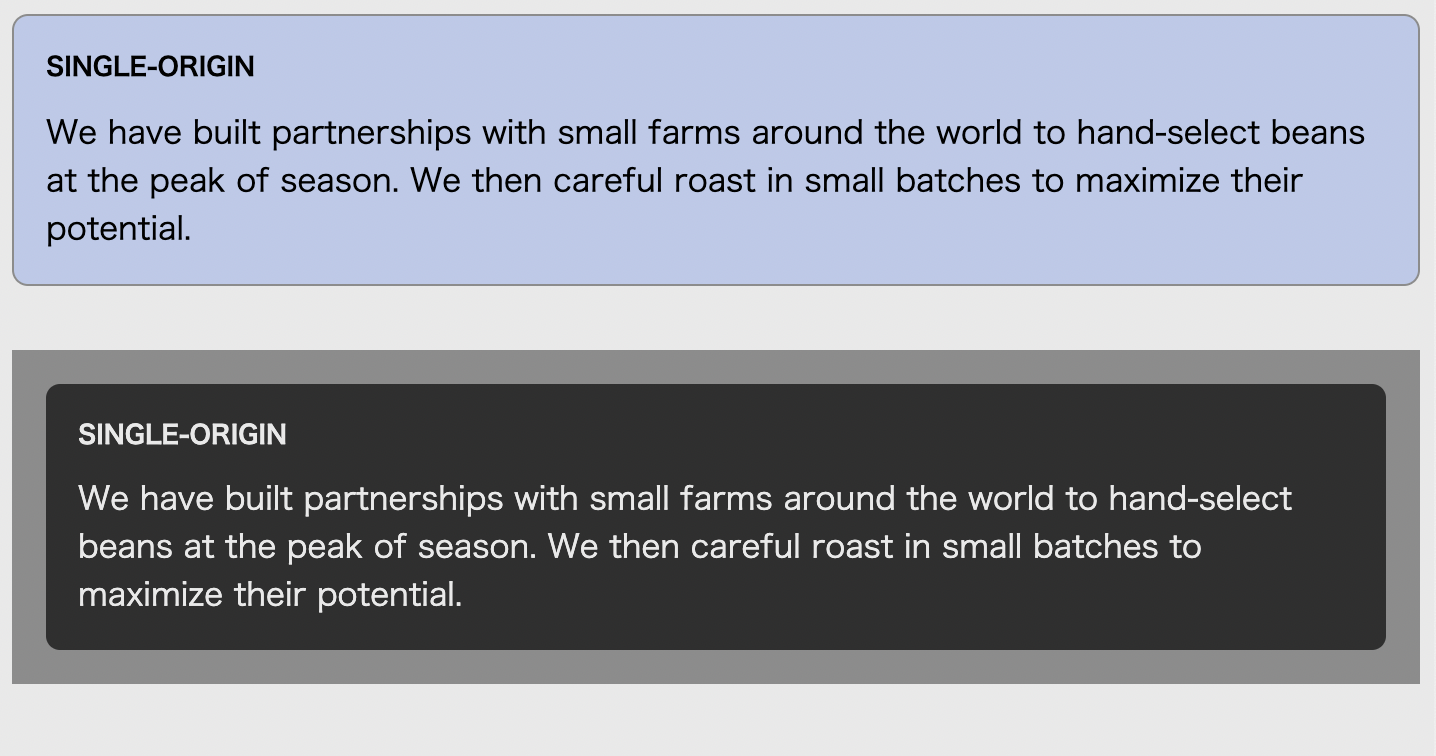 SINGLE-ORIGIN
We have built partnerships with small farms around the world to hand-select beans
at the peak of season. We then careful roast in small batches to maximize their
potential.
SINGLE-ORIGIN
We have built partnerships with small farms around the world to hand-select
beans at the peak of season. We then careful roast in small batches to
maximize their potential.